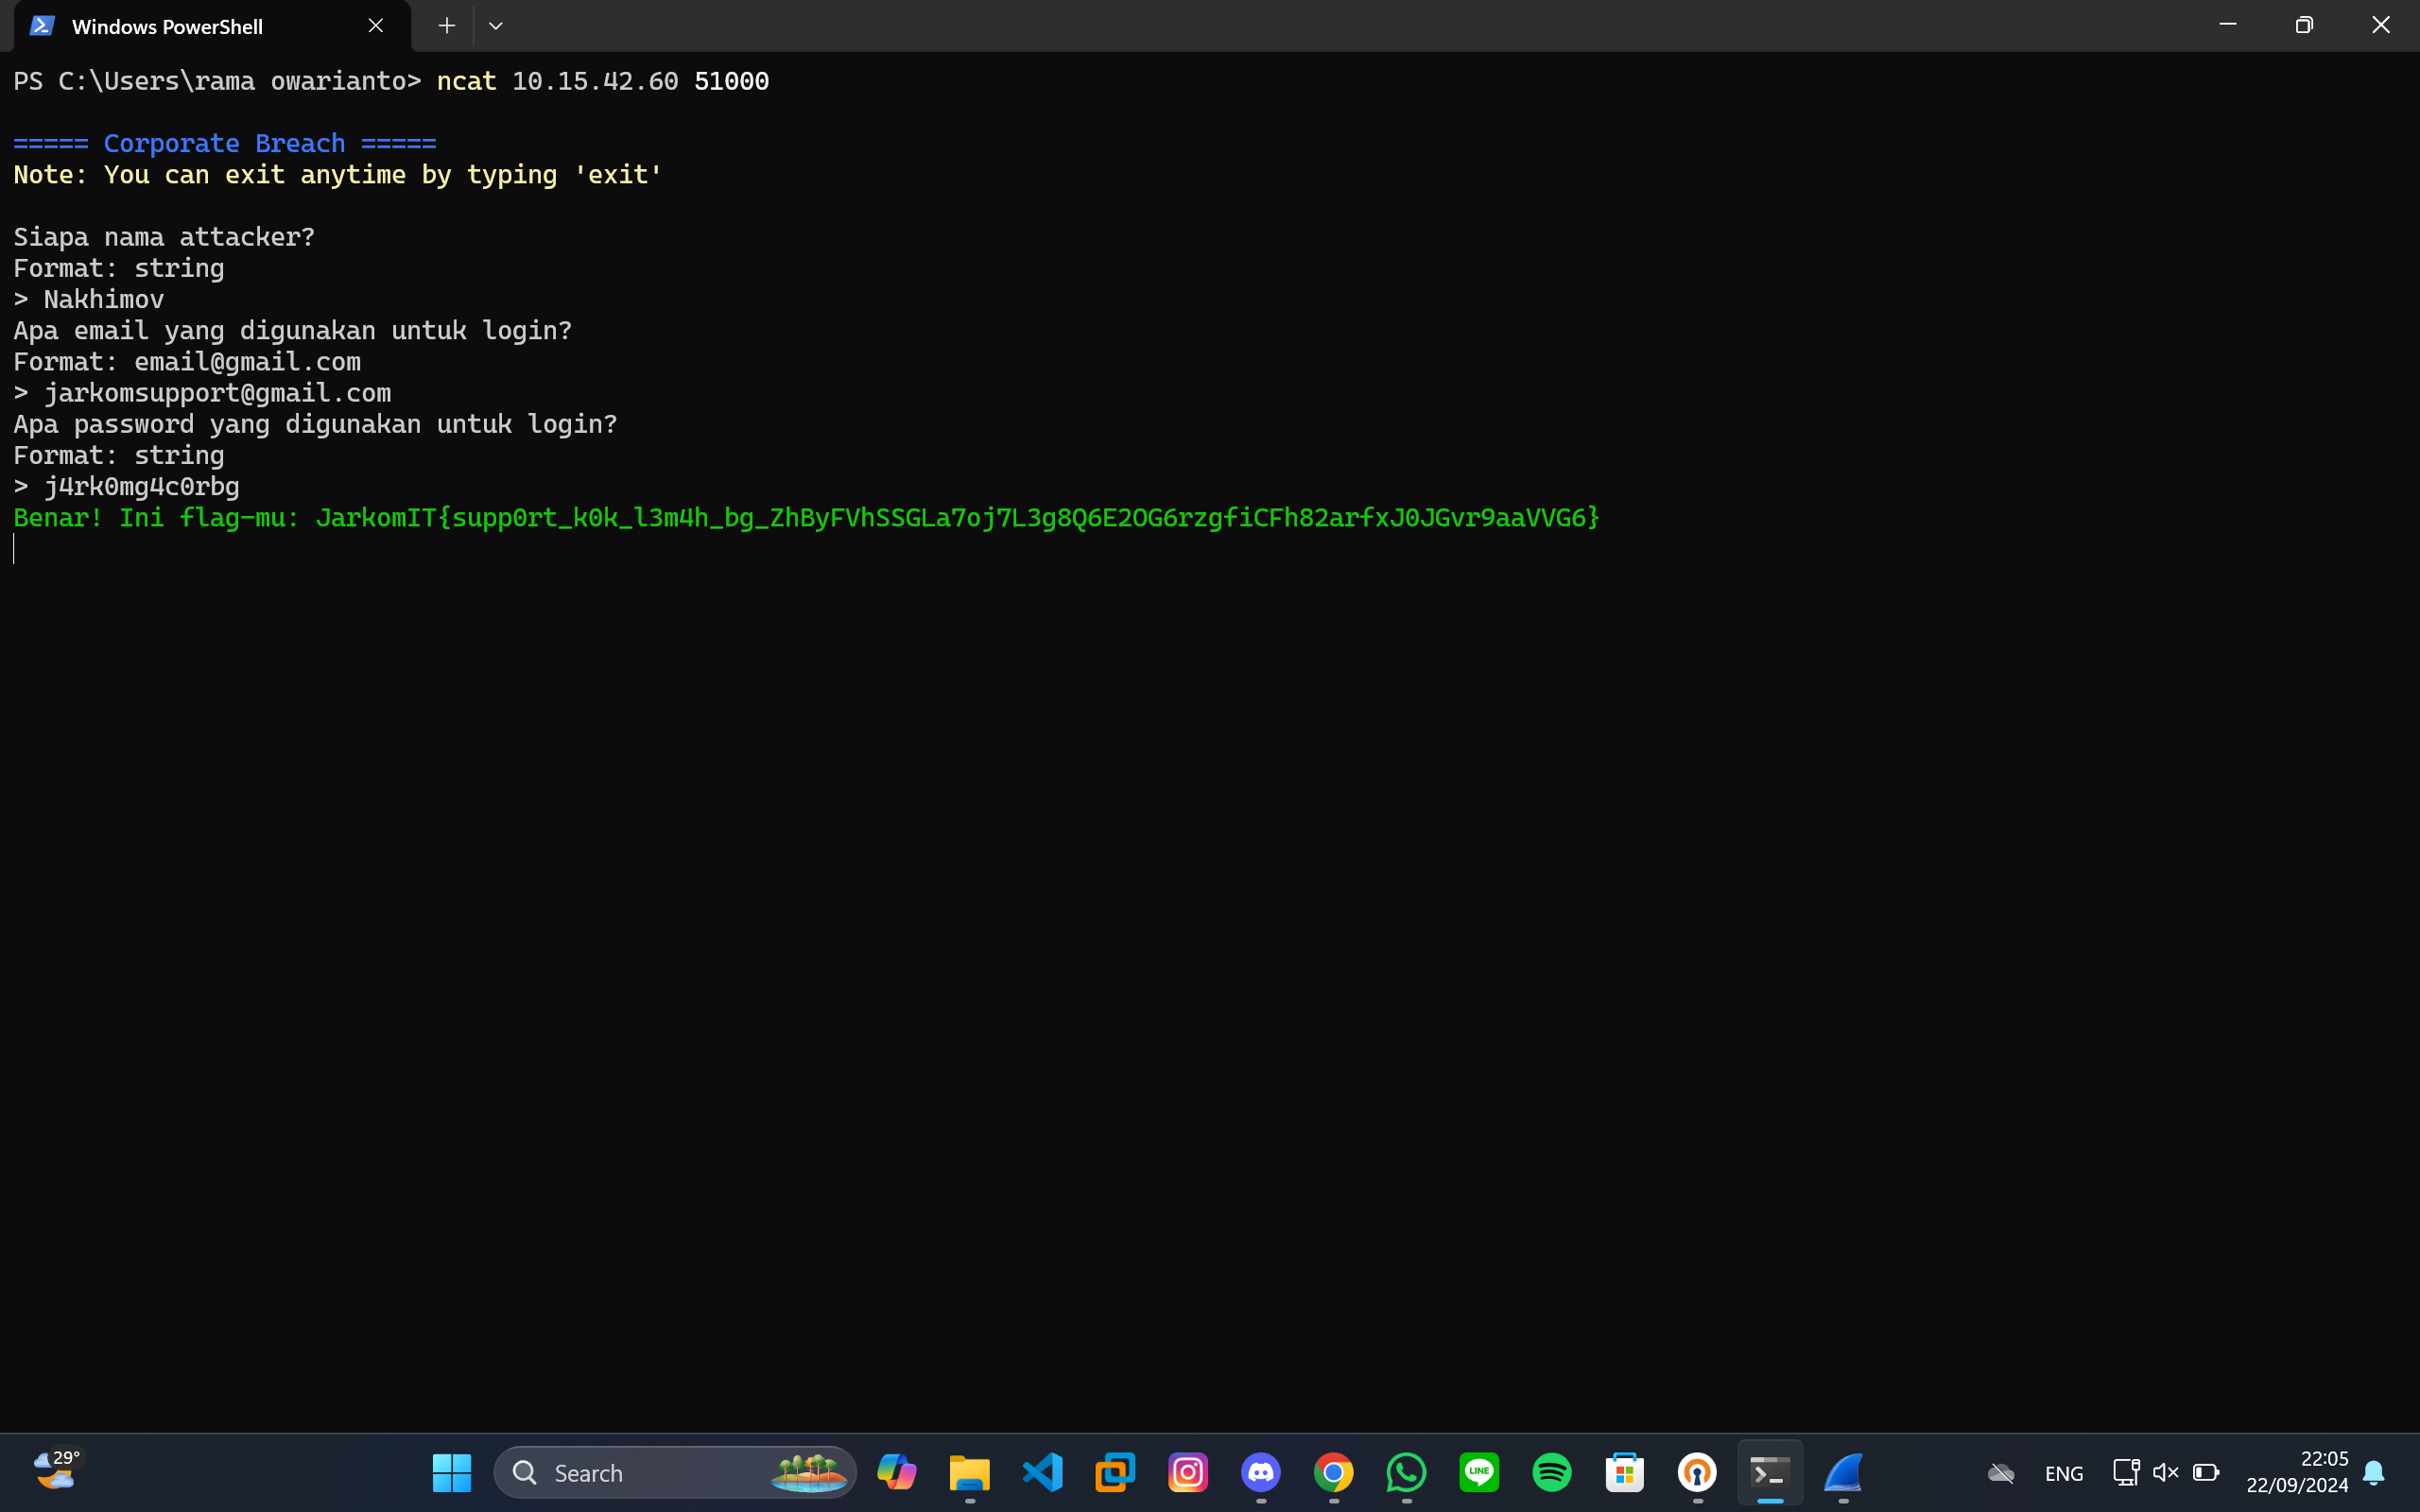 Windows PowerShell
PS C:\Users\rama owarianto> ncat 10.15.42.60 51000
===== Corporate Breach =====
Note: You can exit anytime by typing 'exit'
Siapa nama attacker?
Format: string
> Nakhimov
Apa email yang digunakan untuk login?
Format: email@gmail.com
> jarkomsupport@gmail.com
Apa password yang digunakan untuk login?
Format: string
> j4rk0mg4c0rbg
Benar! Ini flag-mu: JarkomIT{supp0rt_k0k_l3m4h_bg_ZhByFVhSSGLa7oj7L3g8Q6E2OG6rzgfiCFh82arfxJ0JGvr9aaVVG6}
29°
Search
LINE
ENG
22:05
22/09/2024